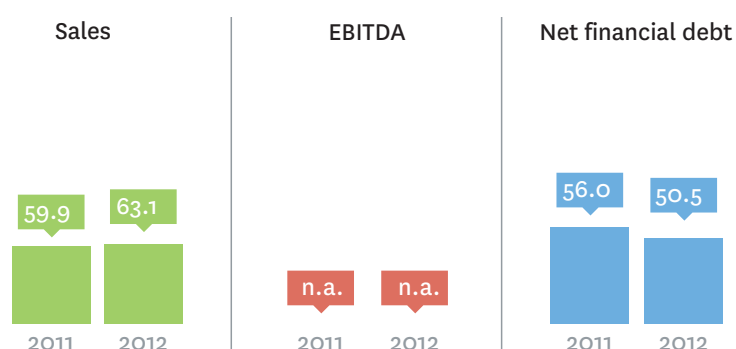 Sales
EBITDA
Net financial debt
59.9
63.1
n.a.
n.a.
56.0
50.5
2011
2012
2011
2012
2011
2012